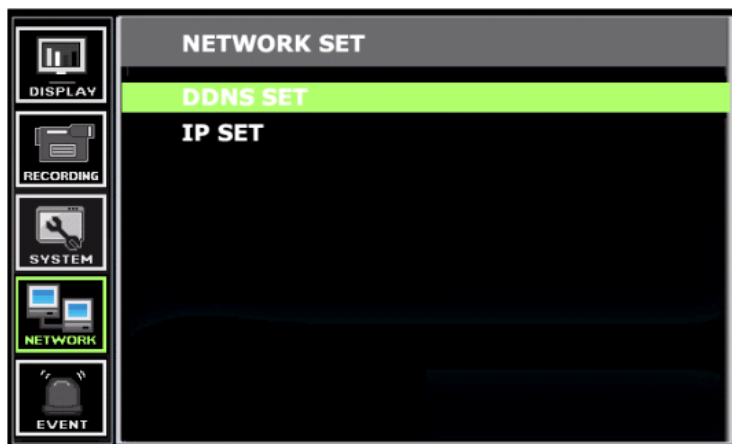 DISPLAY
RECORDING
SYSTEM
NETWORK
EVENT
NETWORK SET
DDNS SET
IP SET